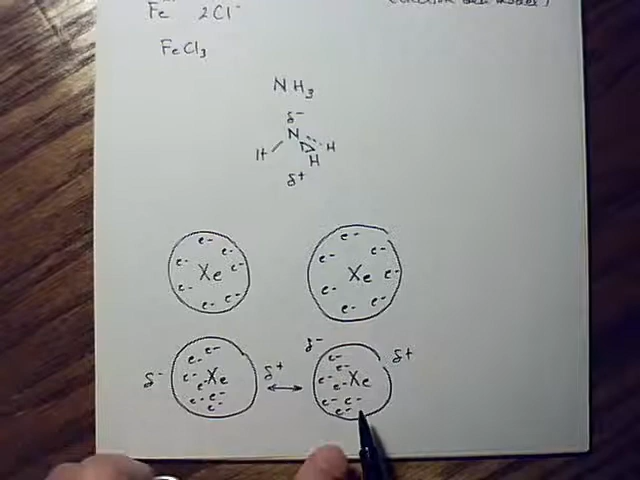 Fe 2Cl⁻
FeCl₃
NH₃
δ⁻
N
H H
H
δ⁺
e- e-
e- e- e- e-
e- Xe e- Xe e-
e- e- e- e- e- e-
δ⁻ δ⁺
e- e- e- e-
δ⁻ e- Xe δ⁺ e- e- Xe
e- e- e- e- e-
e- e-